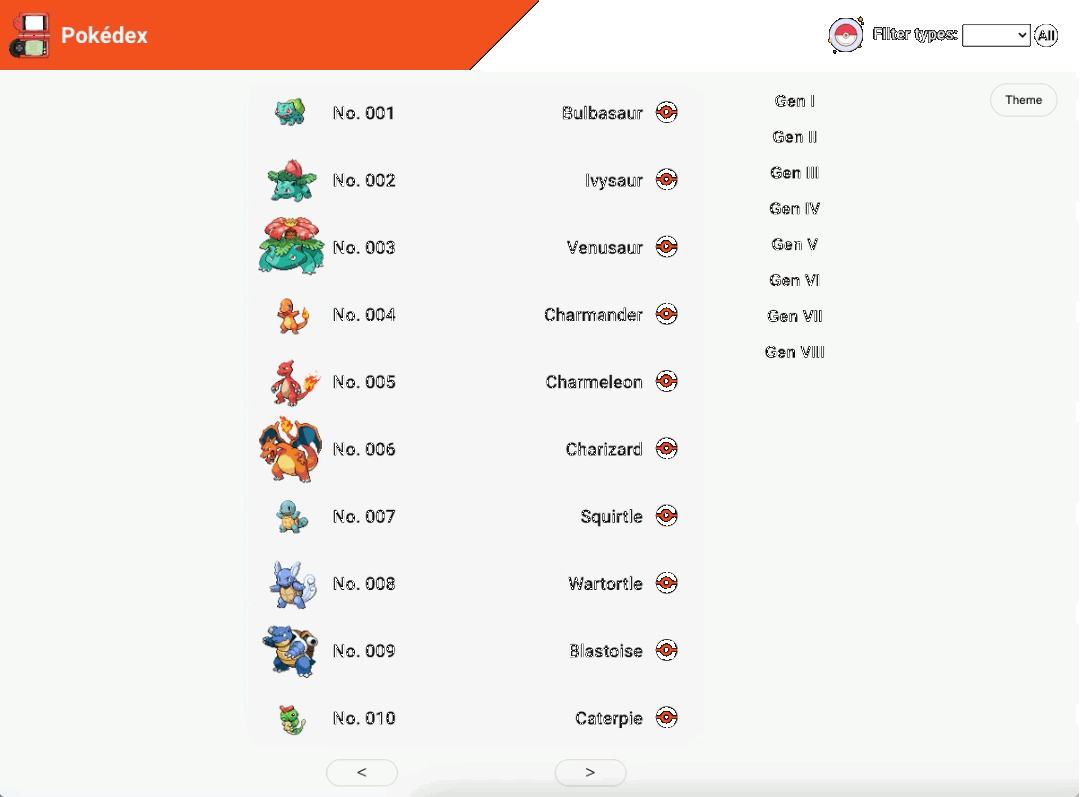 Pokédex
Filter types: All
Theme
No. 001 Bulbasaur
No. 002 Ivysaur
No. 003 Venusaur
No. 004 Charmander
No. 005 Charmeleon
No. 006 Charizard
No. 007 Squirtle
No. 008 Wartortle
No. 009 Blastoise
No. 010 Caterpie
Gen I
Gen II
Gen III
Gen IV
Gen V
Gen VI
Gen VII
Gen VIII
< >